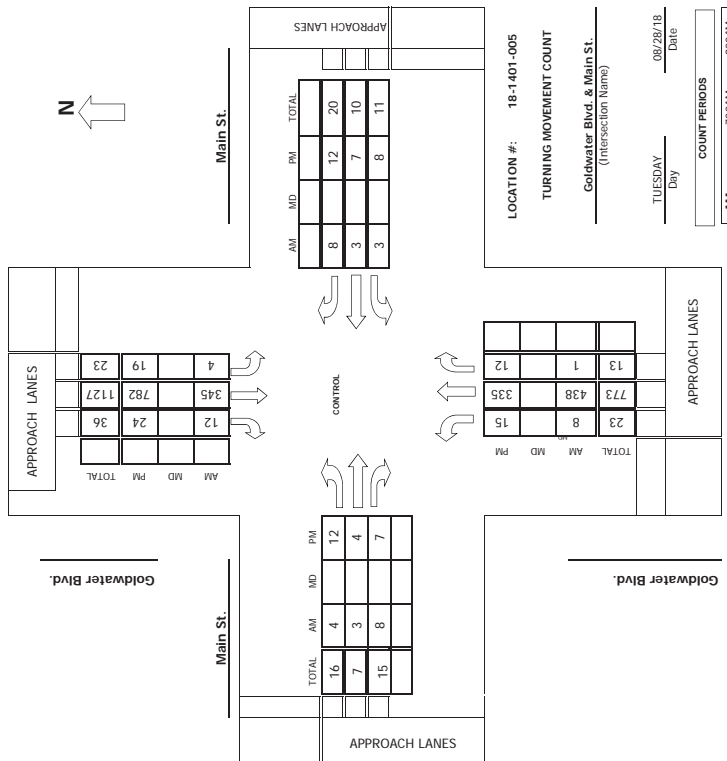 APPROACH LANES
N
Main St.
AM MD PM TOTAL
8 12 20
3 7 10
3 8 11
LOCATION #: 18-1401-005
TURNING MOVEMENT COUNT
Goldwater Blvd. & Main St.
(Intersection Name)
TUESDAY 08/28/18
Day Date
COUNT PERIODS
APPROACH LANES
TOTAL 36 1127 23
PM 24 782 19
MD
AM 12 345 4
CONTROL
PM 15 335 12
MD
MD
AM 8 438 1
TOTAL 23 773 13
APPROACH LANES
Goldwater Blvd.
Main St.
TOTAL AM MD PM
16 4 12
7 3 4
15 8 7
APPROACH LANES
Goldwater Blvd.